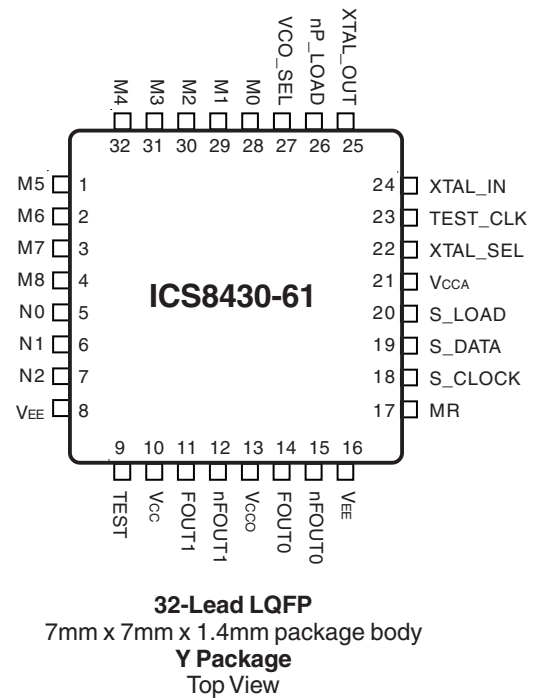 M4 M3 M2 M1 M0 VCO_SEL nP_LOAD XTAL_OUT
32 31 30 29 28 27 26 25
M5 1
M6 2
M7 3
M8 4
N0 5
N1 6
N2 7
VEE 8
ICS8430-61
24 XTAL_IN
23 TEST_CLK
22 XTAL_SEL
21 VCCA
20 S_LOAD
19 S_DATA
18 S_CLOCK
17 MR
9 10 11 12 13 14 15 16
TEST VCC FOUT1 nFOUT1 VCCO FOUT0 nFOUT0 VEE
32-Lead LQFP
7mm x 7mm x 1.4mm package body
Y Package
Top View